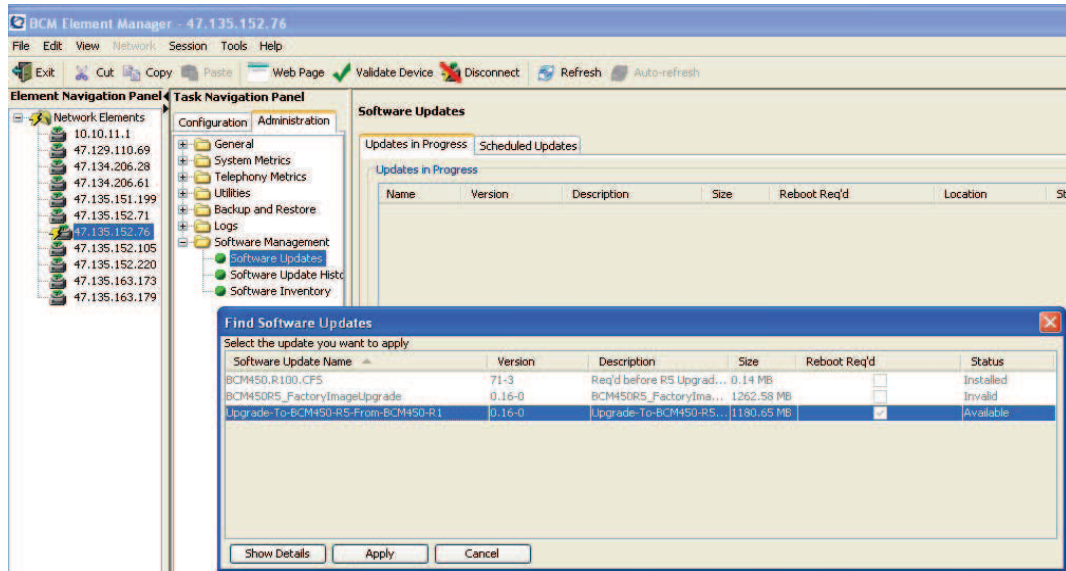 BCM Element Manager - 47.135.152.76
File Edit View Network Session Tools Help
Exit Cut Copy Paste Web Page Validate Device Disconnect Refresh Auto-refresh
Element Navigation Panel
Network Elements
10.10.11.1
47.129.110.69
47.134.206.28
47.134.206.61
47.135.151.199
47.135.152.71
47.135.152.76
47.135.152.105
47.135.152.220
47.135.163.173
47.135.163.179
Task Navigation Panel
Configuration Administration
General
System Metrics
Telephony Metrics
Utilities
Backup and Restore
Logs
Software Management
Software Updates
Software Update Histo
Software Inventory
Software Updates
Updates in Progress Scheduled Updates
Updates in Progress
Name Version Description Size Reboot Req'd Location St
Find Software Updates
Select the update you want to apply
Software Update Name Version Description Size Reboot Req'd Status
BCM450.R100.CFS 71-3 Req'd before R5 Upgrad... 0.14 MB Installed
BCM450R5_FactoryImageUpgrade 0.16-0 BCM450R5_FactoryIma... 1262.58 MB Invalid
Upgrade-To-BCM450-R5-From-BCM450-R1 0.16-0 Upgrade-To-BCM450-R5... 1180.65 MB Available
Show Details Apply Cancel